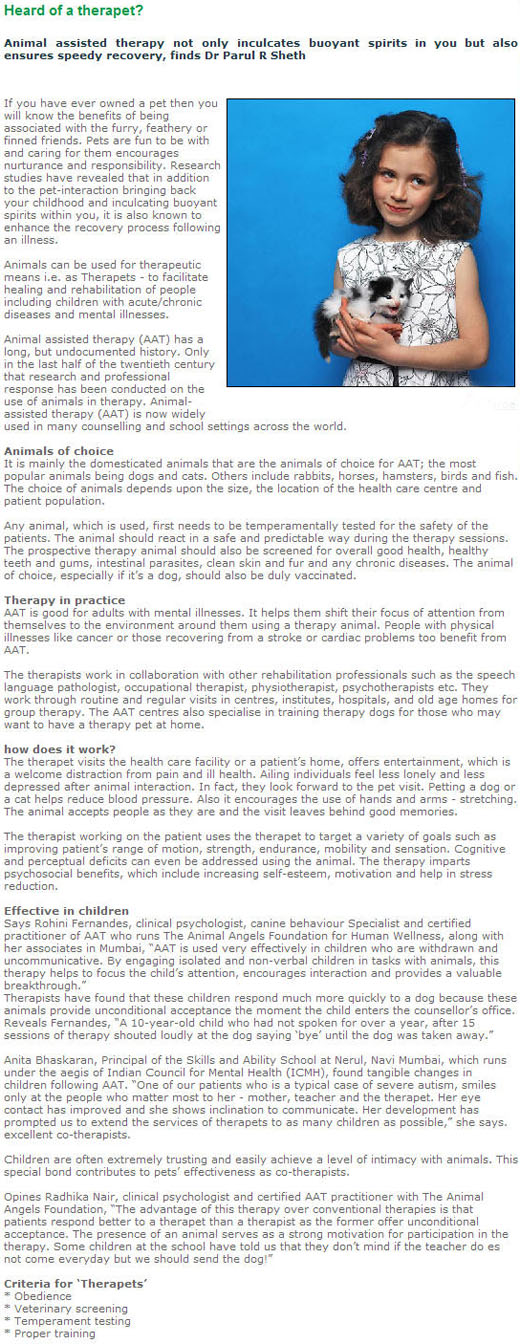 Heard of a therapet?
Animal assisted therapy not only inculcates buoyant spirits in you but also
ensures speedy recovery, finds Dr Parul R Sheth
If you have ever owned a pet then you
will know the benefits of being
associated with the furry, feathery or
finned friends. Pets are fun to be with
and caring for them encourages
nurturance and responsibility. Research
studies have revealed that in addition
to the pet-interaction bringing back
your childhood and inculcating buoyant
spirits within you, it is also known to
enhance the recovery process following
an illness.
Animals can be used for therapeutic
means i.e. as Therapets - to facilitate
healing and rehabilitation of people
including children with acute/chronic
diseases and mental illnesses.
Animal assisted therapy (AAT) has a
long, but undocumented history. Only
in the last half of the twentieth century
that research and professional
response has been conducted on the
use of animals in therapy. Animal-
assisted therapy (AAT) is now widely
used in many counselling and school settings across the world.
Animals of choice
It is mainly the domesticated animals that are the animals of choice for AAT; the most
popular animals being dogs and cats. Others include rabbits, horses, hamsters, birds and fish.
The choice of animals depends upon the size, the location of the health care centre and
patient population.
Any animal, which is used, first needs to be temperamentally tested for the safety of the
patients. The animal should react in a safe and predictable way during the therapy sessions.
The prospective therapy animal should also be screened for overall good health, healthy
teeth and gums, intestinal parasites, clean skin and fur and any chronic diseases. The animal
of choice, especially if it's a dog, should also be duly vaccinated.
Therapy in practice
AAT is good for adults with mental illnesses. It helps them shift their focus of attention from
themselves to the environment around them using a therapy animal. People with physical
illnesses like cancer or those recovering from a stroke or cardiac problems too benefit from
AAT.
The therapists work in collaboration with other rehabilitation professionals such as the speech
language pathologist, occupational therapist, physiotherapist, psychotherapists etc. They
work through routine and regular visits in centres, institutes, hospitals, and old age homes for
group therapy. The AAT centres also specialise in training therapy dogs for those who may
want to have a therapy pet at home.
how does it work?
The therapet visits the health care facility or a patient's home, offers entertainment, which is
a welcome distraction from pain and ill health. Ailing individuals feel less lonely and less
depressed after animal interaction. In fact, they look forward to the pet visit. Petting a dog or
a cat helps reduce blood pressure. Also it encourages the use of hands and arms - stretching.
The animal accepts people as they are and the visit leaves behind good memories.
The therapist working on the patient uses the therapet to target a variety of goals such as
improving patient's range of motion, strength, endurance, mobility and sensation. Cognitive
and perceptual deficits can even be addressed using the animal. The therapy imparts
psychosocial benefits, which include increasing self-esteem, motivation and help in stress
reduction.
Effective in children
Says Rohini Fernandes, clinical psychologist, canine behaviour Specialist and certified
practitioner of AAT who runs The Animal Angels Foundation for Human Wellness, along with
her associates in Mumbai, "AAT is used very effectively in children who are withdrawn and
uncommunicative. By engaging isolated and non-verbal children in tasks with animals, this
therapy helps to focus the child's attention, encourages interaction and provides a valuable
breakthrough."
Therapists have found that these children respond much more quickly to a dog because these
animals provide unconditional acceptance the moment the child enters the counsellor's office.
Reveals Fernandes, "A 10-year-old child who had not spoken for over a year, after 15
sessions of therapy shouted loudly at the dog saying 'bye' until the dog was taken away."
Anita Bhaskaran, Principal of the Skills and Ability School at Nerul, Navi Mumbai, which runs
under the aegis of Indian Council for Mental Health (ICMH), found tangible changes in
children following AAT. "One of our patients who is a typical case of severe autism, smiles
only at the people who matter most to her - mother, teacher and the therapet. Her eye
contact has improved and she shows inclination to communicate. Her development has
prompted us to extend the services of therapets to as many children as possible," she says.
excellent co-therapists.
Children are often extremely trusting and easily achieve a level of intimacy with animals. This
special bond contributes to pets' effectiveness as co-therapists.
Opines Radhika Nair, clinical psychologist and certified AAT practitioner with The Animal
Angels Foundation, "The advantage of this therapy over conventional therapies is that
patients respond better to a therapet than a therapist as the former offer unconditional
acceptance. The presence of an animal serves as a strong motivation for participation in the
therapy. Some children at the school have told us that they don't mind if the teacher do es
not come everyday but we should send the dog!"
Criteria for 'Therapets'
* Obedience
* Veterinary screening
* Temperament testing
* Proper training